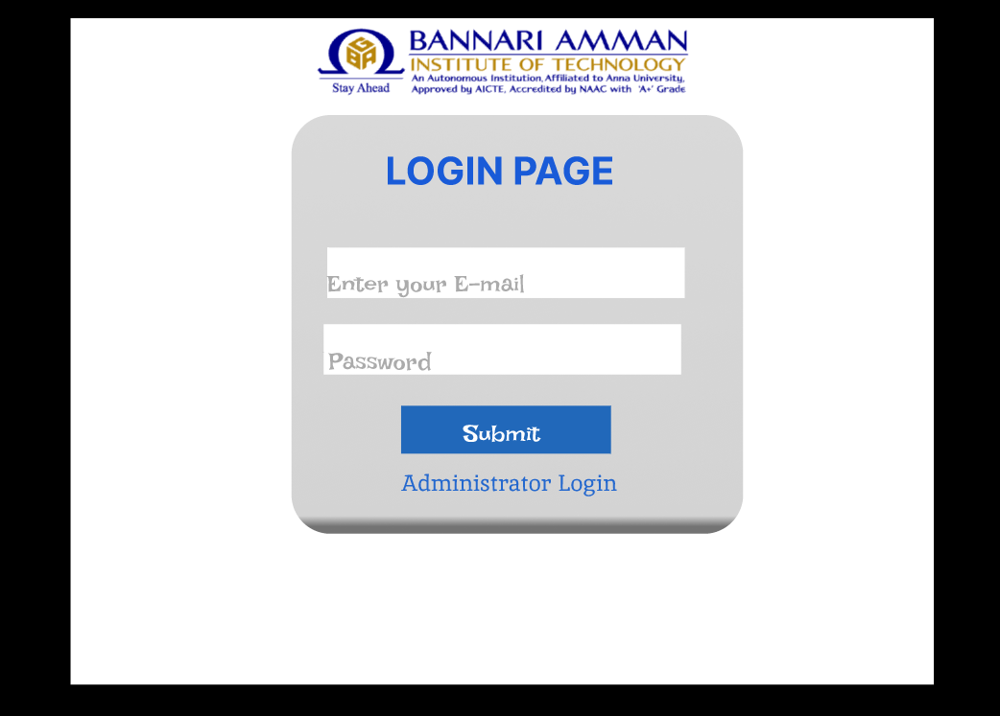 BANNARI AMMAN
INSTITUTE OF TECHNOLOGY
An Autonomous Institution, Affiliated to Anna University,
Approved by AICTE, Accredited by NAAC with 'A+' Grade
GBA
Stay Ahead
LOGIN PAGE
Enter your E-mail
Password
Submit
Administrator Login